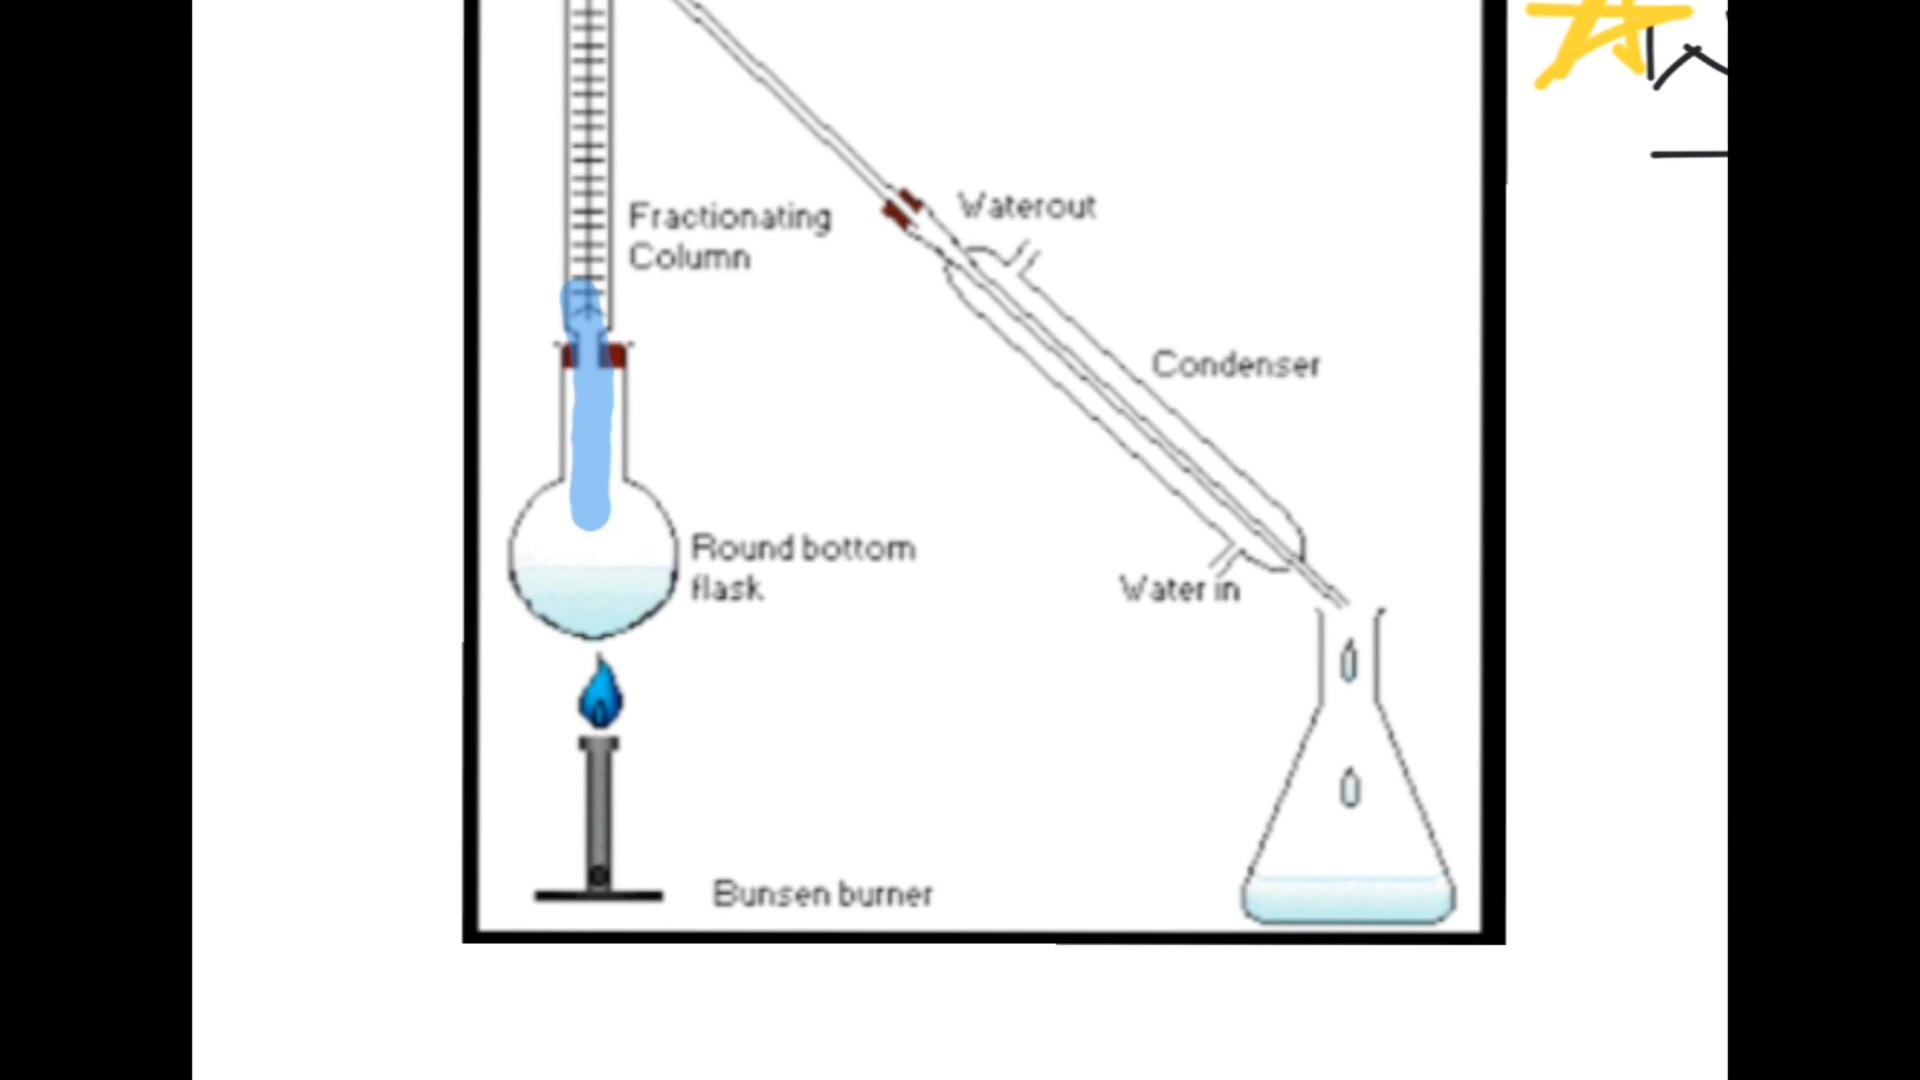 Waterout
Fractionating
Column
Condenser
Round bottom
flask
Water in
Bunsen burner